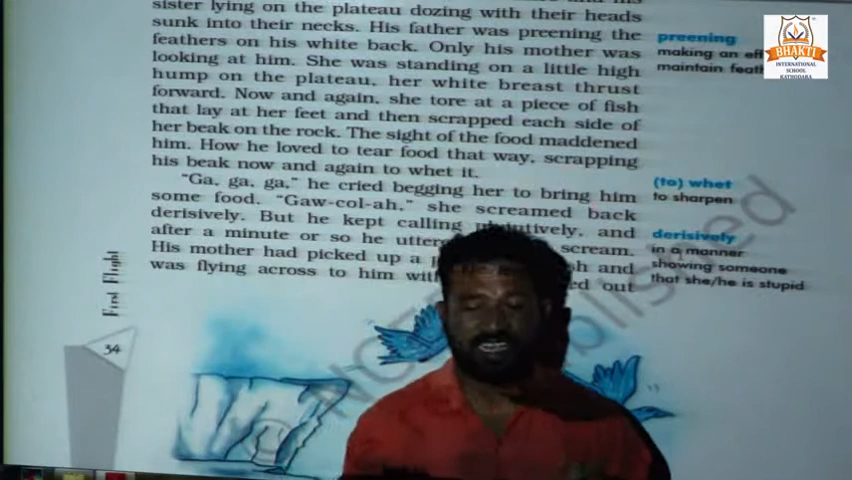 sister lying on the plateau dozing with their heads
sunk into their necks. His father was preening the
feathers on his white back. Only his mother was
looking at him. She was standing on a little high
hump on the plateau, her white breast thrust
forward. Now and again, she tore at a piece of fish
that lay at her feet and then scrapped each side of
her beak on the rock. The sight of the food maddened
him. How he loved to tear food that way, scrapping
his beak now and again to whet it.
"Ga, ga, ga," he cried begging her to bring him
some food. "Gaw-col-ah," she screamed back
derisively. But he kept calling plaintively, and
after a minute or so he scream.
His mother had picked up a and
was flying across to him out
preening
making an
maintain
(to) whet
to sharpen
derisively
in a manner
showing someone
that she/he is stupid
BHAKTI
INTERNATIONAL
SCHOOL
KATHODARA
First Flight
34